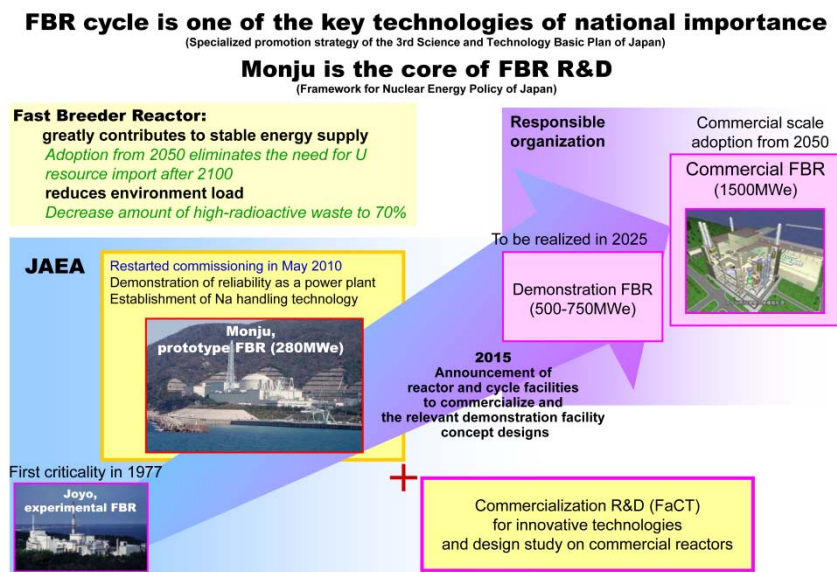 FBR cycle is one of the key technologies of national importance
(Specialized promotion strategy of the 3rd Science and Technology Basic Plan of Japan)
Monju is the core of FBR R&D
(Framework for Nuclear Energy Policy of Japan)
Fast Breeder Reactor:
greatly contributes to stable energy supply
Adoption from 2050 eliminates the need for U
resource import after 2100
reduces environment load
Decrease amount of high-radioactive waste to 70%
Responsible
organization
Commercial scale
adoption from 2050
Commercial FBR
(1500MWe)
To be realized in 2025
Demonstration FBR
(500-750MWe)
JAEA
Restarted commissioning in May 2010
Demonstration of reliability as a power plant
Establishment of Na handling technology
Monju,
prototype FBR (280MWe)
2015
Announcement of
reactor and cycle facilities
to commercialize and
the relevant demonstration facility
concept designs
First criticality in 1977
Joyo,
experimental FBR
+
Commercialization R&D (FaCT)
for innovative technologies
and design study on commercial reactors